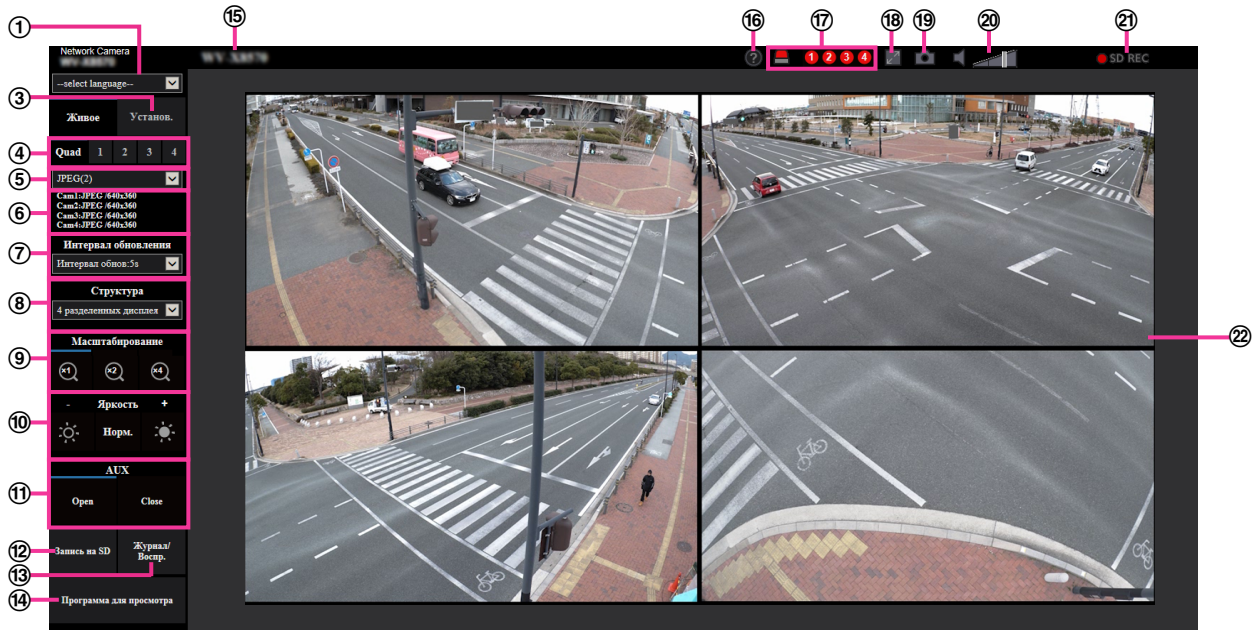 ① ⑮ ⑯ ⑰ ⑱ ⑲ ⑳ ㉑
Network Camera
1 2 3 4
SD REC
--select language--
③
Живое Установ.
④ Quad 1 2 3 4
⑤ JPEG(2)
⑥ Cam1:JPEG /640x360
Cam2:JPEG /640x360
Cam3:JPEG /640x360
Cam4:JPEG /640x360
⑦ Интервал обновления
Интервал обнов:5s
⑧ Структура
4 разделенных дисплея
㉒
⑨ Масштабирование
x1 x2 x4
⑩ - Яркость +
Норм.
⑪ AUX
Open Close
⑫ Запись на SD
Журнал/
Воспр.
⑬
⑭ Программа для просмотра